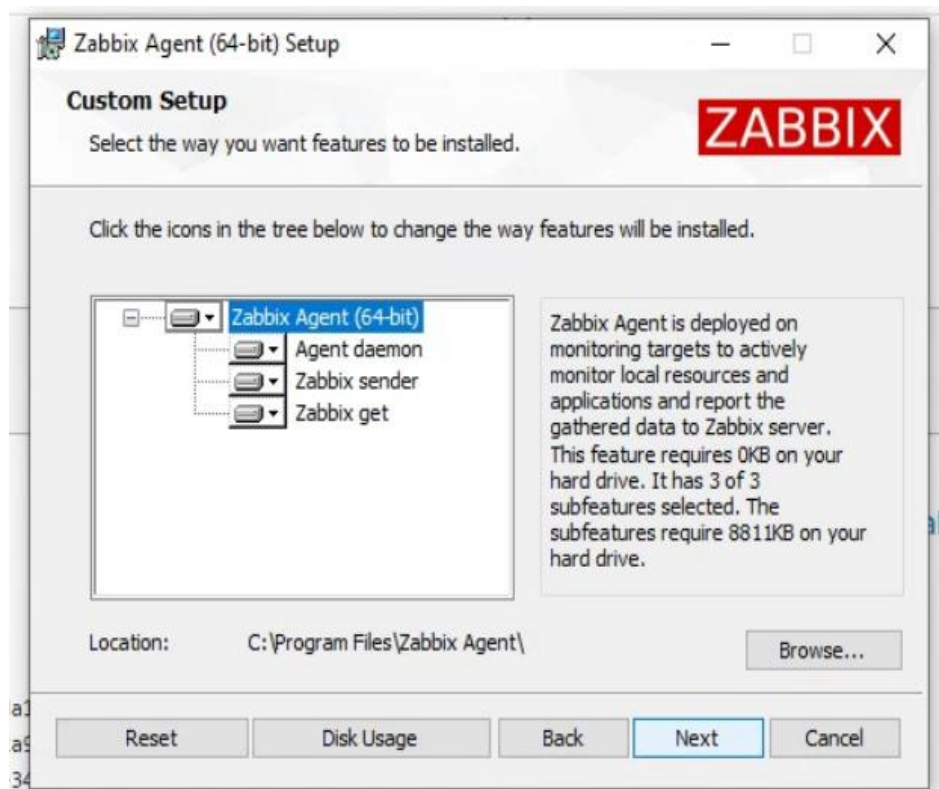 Zabbix Agent (64-bit) Setup
Custom Setup
Select the way you want features to be installed.
ZABBIX
Click the icons in the tree below to change the way features will be installed.
Zabbix Agent (64-bit)
Agent daemon
Zabbix sender
Zabbix get
Zabbix Agent is deployed on
monitoring targets to actively
monitor local resources and
applications and report the
gathered data to Zabbix server.
This feature requires 0KB on your
hard drive. It has 3 of 3
subfeatures selected. The
subfeatures require 8811KB on your
hard drive.
Location: C:\Program Files\Zabbix Agent\
Browse...
Reset Disk Usage Back Next Cancel